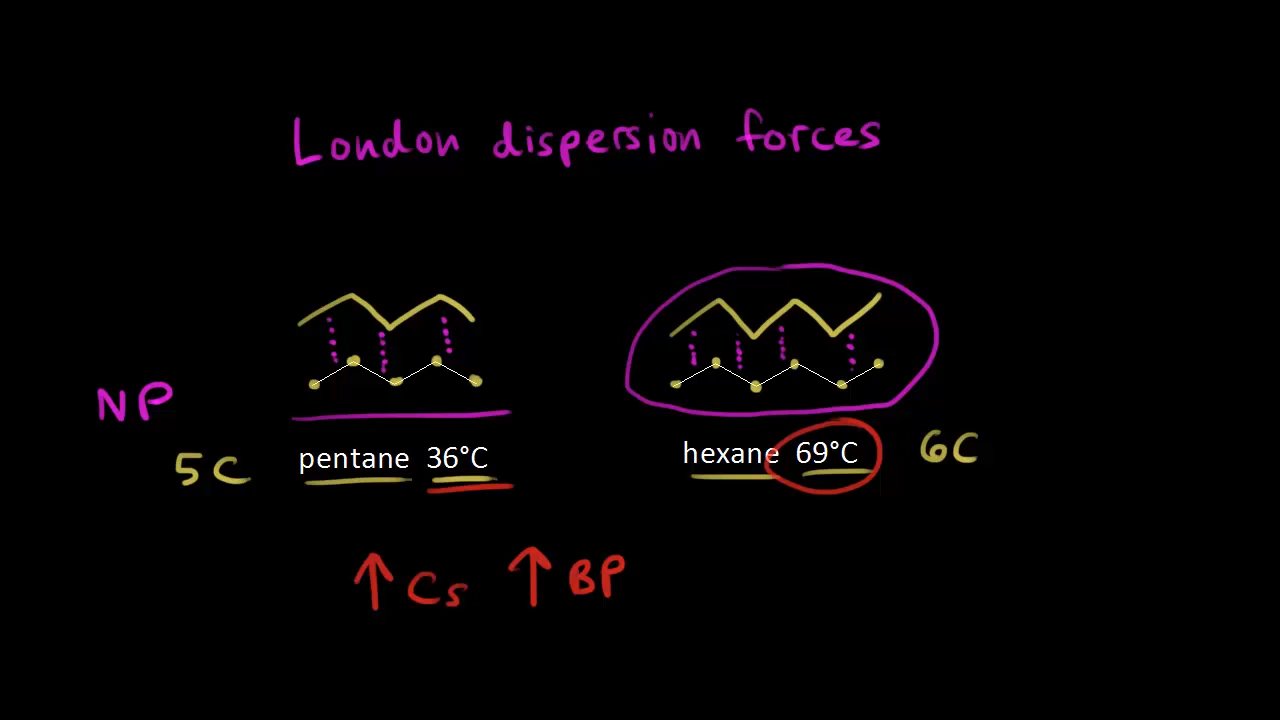 London dispersion forces
NP
5C pentane 36°C hexane 69°C 6C
↑ Cs ↑ BP